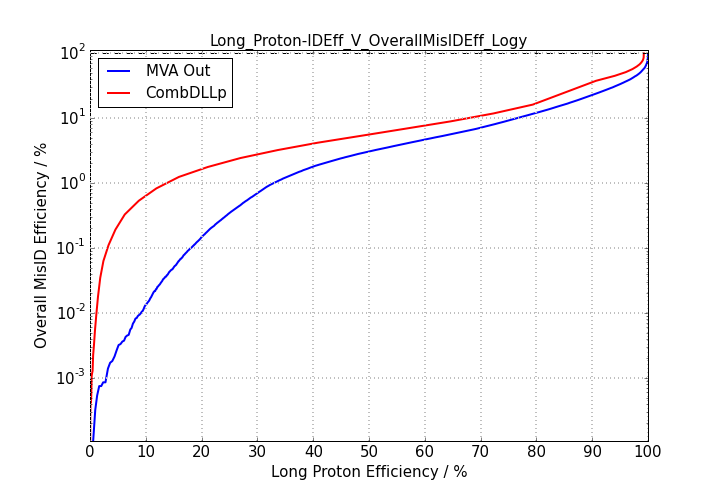 Long_Proton-IDEff_V_OverallMisIDEff_Logy
10^2
MVA Out
CombDLLp
10^1
10^0
10^-1
10^-2
10^-3
Overall MisID Efficiency / %
0 10 20 30 40 50 60 70 80 90 100
Long Proton Efficiency / %